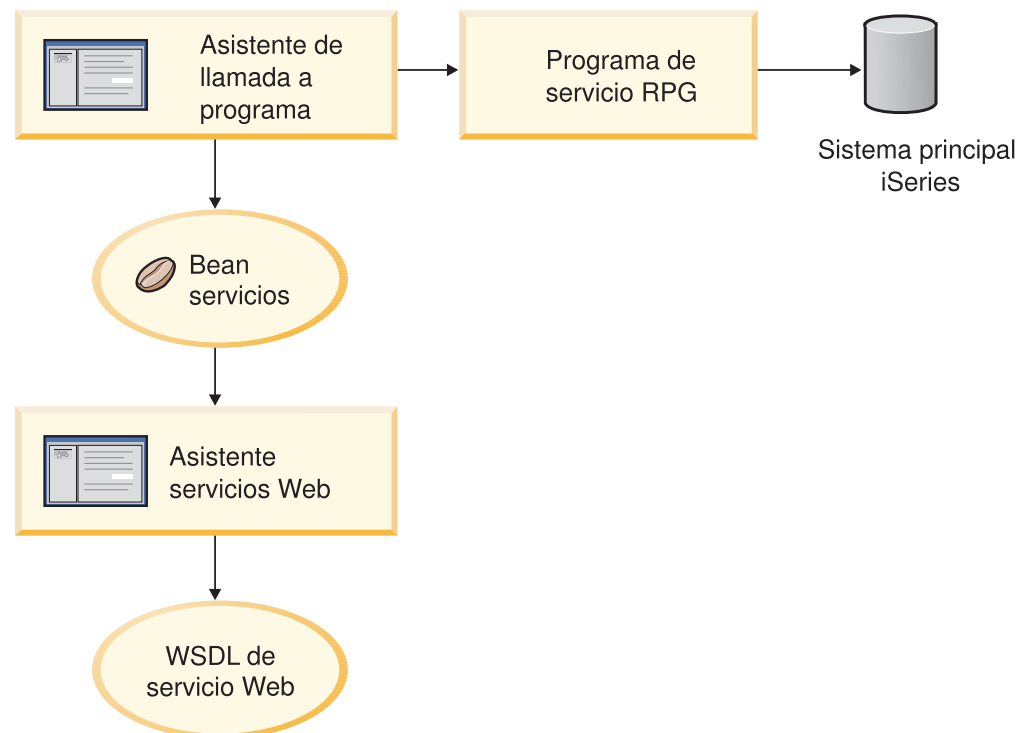 Asistente de
llamada a
programa
Programa de
servicio RPG
Sistema principal
iSeries
Bean
servicios
Asistente
servicios Web
WSDL de
servicio Web